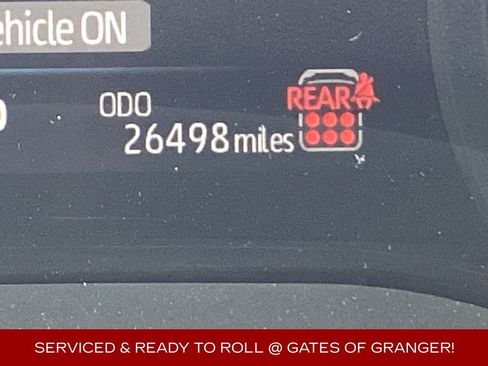 ehicle ON
ODO
26498 miles
REAR
SERVICED & READY TO ROLL @ GATES OF GRANGER!